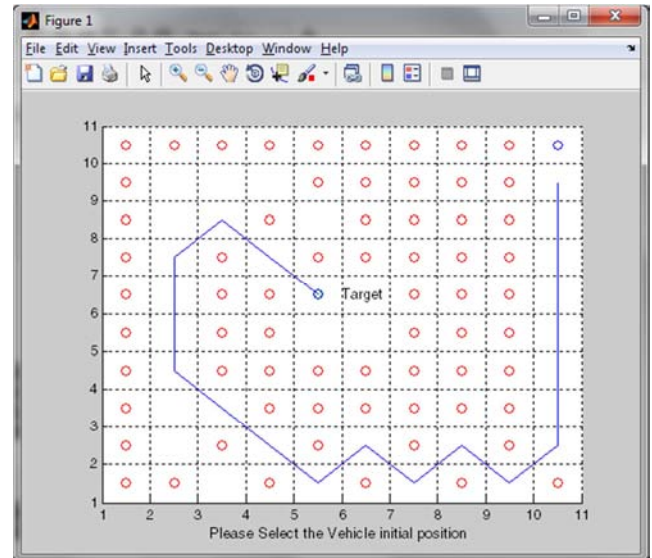 Figure 1
File Edit View Insert Tools Desktop Window Help
11
10
9
8
7
6
5
4
3
2
1
Target
1 2 3 4 5 6 7 8 9 10 11
Please Select the Vehicle initial position